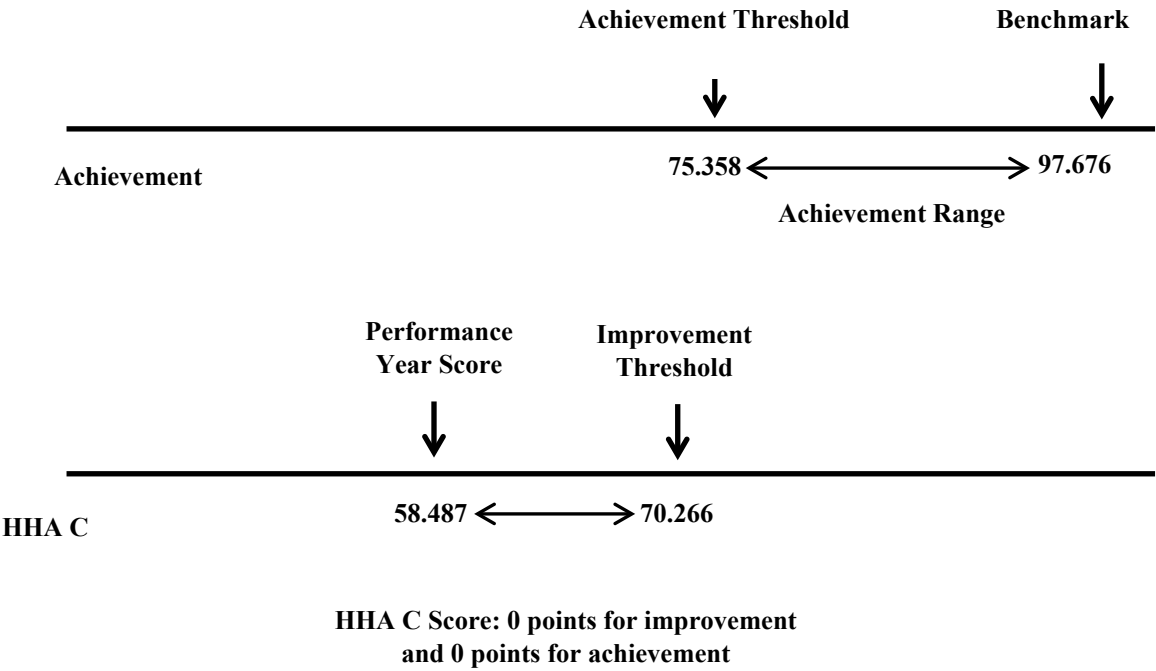 Achievement Threshold
Benchmark
75.358
97.676
Achievement
Achievement Range
Performance
Year Score
Improvement
Threshold
58.487
70.266
HHA C
HHA C Score: 0 points for improvement
and 0 points for achievement